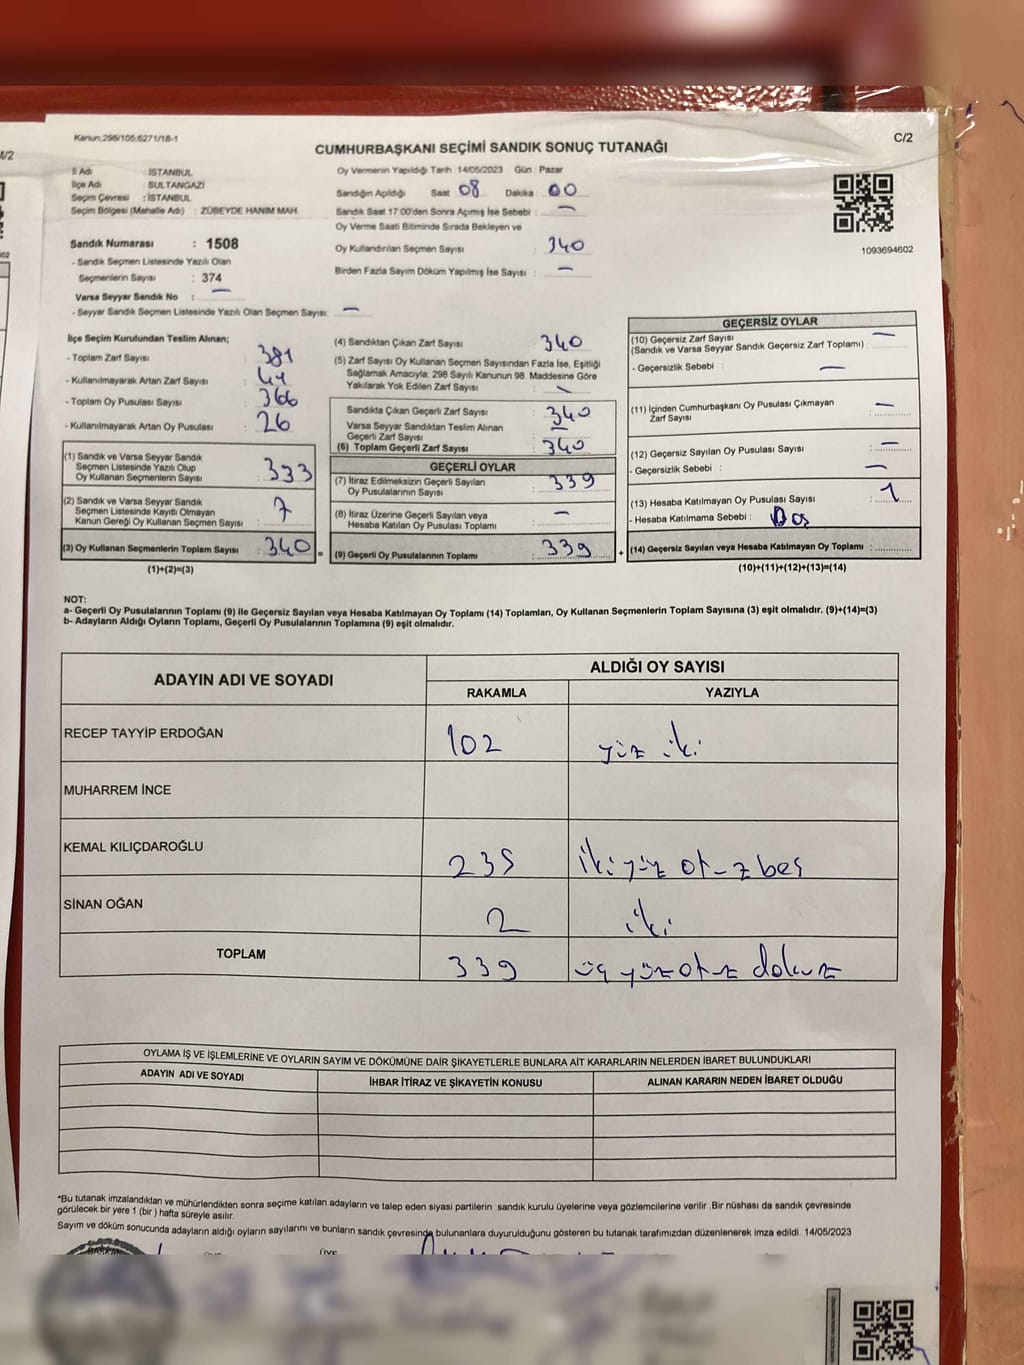 Kanun:298/105,6271/18-1
C/2
CUMHURBAŞKANI SEÇİMİ SANDIK SONUÇ TUTANAĞI
İl Adı : İSTANBUL
İlçe Adı : SULTANGAZİ
Seçim Çevresi : İSTANBUL
Seçim Bölgesi (Mahalle Adı) : ZÜBEYDE HANIM MAH.
Sandık Numarası : 1508
- Sandık Seçmen Listesinde Yazılı Olan
Seçmenlerin Sayısı : 374
Varsa Seyyar Sandık No : —
- Seyyar Sandık Seçmen Listesinde Yazılı Olan Seçmen Sayısı: —
Oy Vermenin Yapıldığı Tarih 14/05/2023 Gün : Pazar
Sandığın Açıldığı Saat 08 Dakika : 00
Sandık Saat 17.00'den Sonra Açımış İse Sebebi : —
Oy Verme Saati Bitiminde Sırada Bekleyen ve
Oy Kullandırılan Seçmen Sayısı : 340
Birden Fazla Sayım Döküm Yapılmış İse Sayısı : —
1093694602
İlçe Seçim Kurulundan Teslim Alınan;
- Toplam Zarf Sayısı : 381
- Kullanılmayarak Artan Zarf Sayısı : 41
- Toplam Oy Pusulası Sayısı : 366
- Kullanılmayarak Artan Oy Pusulası : 26
(1) Sandık ve Varsa Seyyar Sandık
Seçmen Listesinde Yazılı Olup
Oy Kullanan Seçmenlerin Sayısı : 333
(2) Sandık ve Varsa Seyyar Sandık
Seçmen Listesinde Kayıtlı Olmayan
Kanun Gereği Oy Kullanan Seçmen Sayısı : 7
(3) Oy Kullanan Seçmenlerin Toplam Sayısı : 340 =
(1)+(2)=(3)
(4) Sandıktan Çıkan Zarf Sayısı : 340
(5) Zarf Sayısı Oy Kullanan Seçmen Sayısından Fazla İse, Eşitliği
Sağlamak Amacıyla; 298 Sayılı Kanunun 98. Maddesine Göre
Yakılarak Yok Edilen Zarf Sayısı : —
Sandıkta Çıkan Geçerli Zarf Sayısı : 340
Varsa Seyyar Sandıktan Teslim Alınan
Geçerli Zarf Sayısı : —
(6) Toplam Geçerli Zarf Sayısı : 340
GEÇERLİ OYLAR
(7) İtiraz Edilmeksizin Geçerli Sayılan
Oy Pusulalarının Sayısı : 339
(8) İtiraz Üzerine Geçerli Sayılan veya
Hesaba Katılan Oy Pusulası Toplamı : —
(9) Geçerli Oy Pusulalarının Toplamı : 339 +
GEÇERSİZ OYLAR
(10) Geçersiz Zarf Sayısı
(Sandık ve Varsa Seyyar Sandık Geçersiz Zarf Toplamı) : —
- Geçersizlik Sebebi : —
(11) İçinden Cumhurbaşkanı Oy Pusulası Çıkmayan
Zarf Sayısı : —
(12) Geçersiz Sayılan Oy Pusulası Sayısı : —
- Geçersizlik Sebebi : —
(13) Hesaba Katılmayan Oy Pusulası Sayısı : 1
- Hesaba Katılmama Sebebi :
(14) Geçersiz Sayılan veya Hesaba Katılmayan Oy Toplamı :
(10)+(11)+(12)+(13)=(14)
NOT:
a- Geçerli Oy Pusulalarının Toplamı (9) ile Geçersiz Sayılan veya Hesaba Katılmayan Oy Toplamı (14) Toplamları, Oy Kullanan Seçmenlerin Toplam Sayısına (3) eşit olmalıdır. (9)+(14)=(3)
b- Adayların Aldığı Oyların Toplamı, Geçerli Oy Pusulalarının Toplamına (9) eşit olmalıdır.
ADAYIN ADI VE SOYADI
ALDIĞI OY SAYISI
RAKAMLA YAZIYLA
RECEP TAYYİP ERDOĞAN 102 yüz iki
MUHARREM İNCE
KEMAL KILIÇDAROĞLU 235 iki yüz otuz beş
SİNAN OĞAN 2 iki
TOPLAM 339 üç yüz otuz dokuz
OYLAMA İŞ VE İŞLEMLERİNE VE OYLARIN SAYIM VE DÖKÜMÜNE DAİR ŞİKAYETLERLE BUNLARA AİT KARARLARIN NELERDEN İBARET BULUNDUKLARI
ADAYIN ADI VE SOYADI İHBAR İTİRAZ VE ŞİKAYETİN KONUSU ALINAN KARARIN NEDEN İBARET OLDUĞU
*Bu tutanak imzalandıktan ve mühürlendikten sonra seçime katılan adayların ve talep eden siyasi partilerin sandık kurulu üyelerine veya gözlemcilerine verilir. Bir nüshası da sandık çevresinde
görülecek bir yere 1 (bir) hafta süreyle asılır.
Sayım ve döküm sonucunda adayların aldığı oyların sayılarını ve bunların sandık çevresinde bulunanlara duyurulduğunu gösteren bu tutanak tarafımızdan düzenlenerek imza edildi. 14/05/2023
BAŞKAN